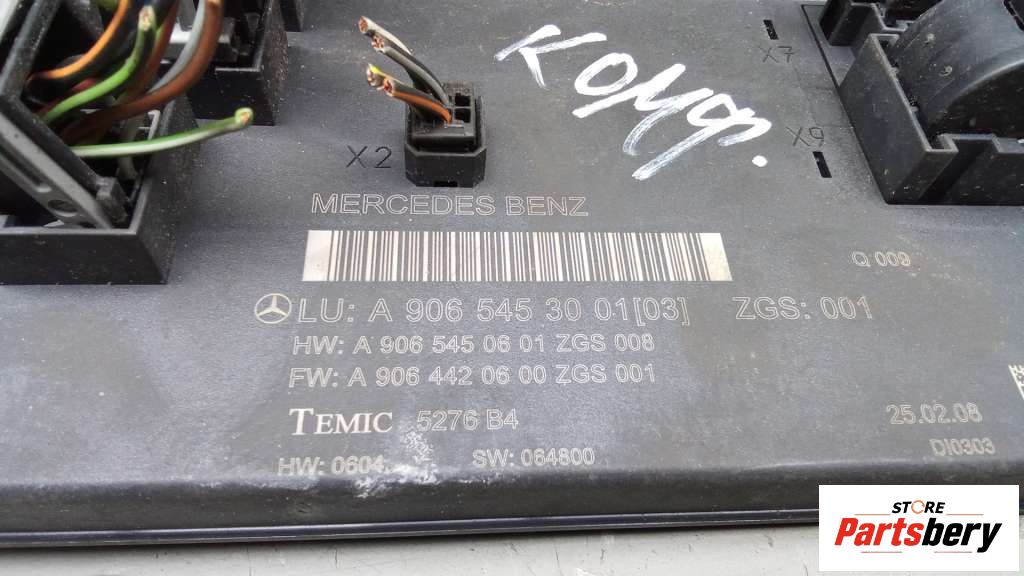 комф.
X7
X9
X2
MERCEDES BENZ
Q 009
LU: A 906 545 30 01[03] ZGS: 001
HW: A 906 545 06 01 ZGS 008
FW: A 906 442 06 00 ZGS 001
TEMIC 5276 B4
25.02.08
HW: 0604
SW: 064800
DI0303
STORE
Partsbery